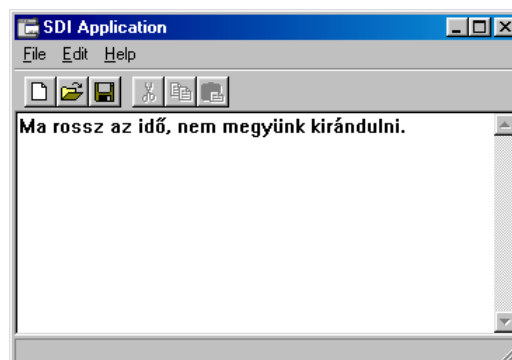 SDI Application
File Edit Help
Ma rossz az idő, nem megyünk kirándulni.